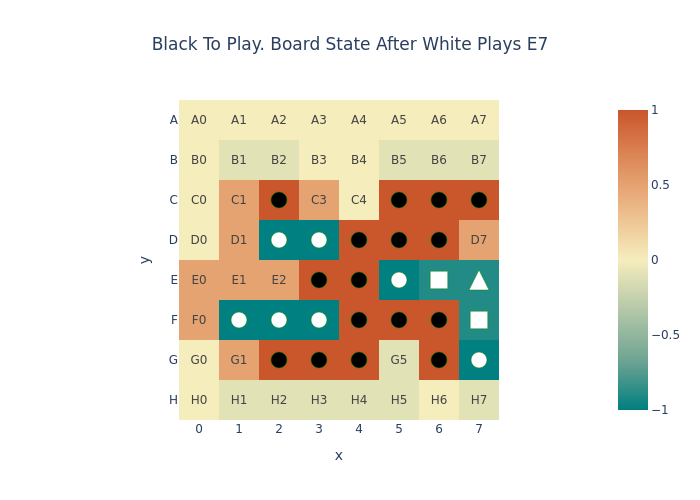 Black To Play. Board State After White Plays E7
A A0 A1 A2 A3 A4 A5 A6 A7
B B0 B1 B2 B3 B4 B5 B6 B7
C C0 C1 C3 C4
D D0 D1 D7
E E0 E1 E2
F F0
G G0 G1 G5
H H0 H1 H2 H3 H4 H5 H6 H7
0 1 2 3 4 5 6 7
x
y
1
0.5
0
−0.5
−1